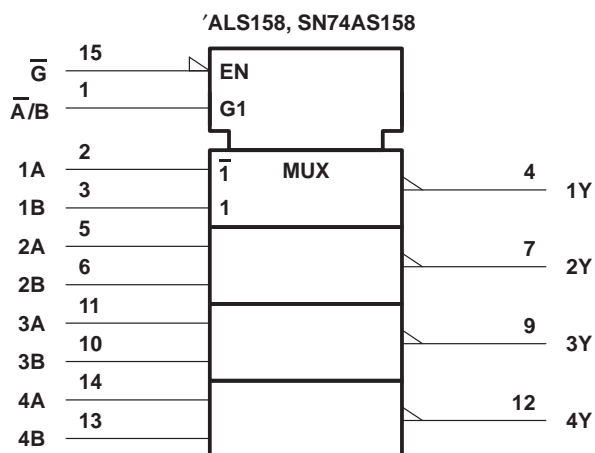 ′ALS158, SN74AS158
G̅ 15 EN
A̅/B 1 G1
MUX
1A 2 1̅
4 1Y
1B 3 1
2A 5
7 2Y
2B 6
3A 11
9 3Y
3B 10
4A 14
12 4Y
4B 13